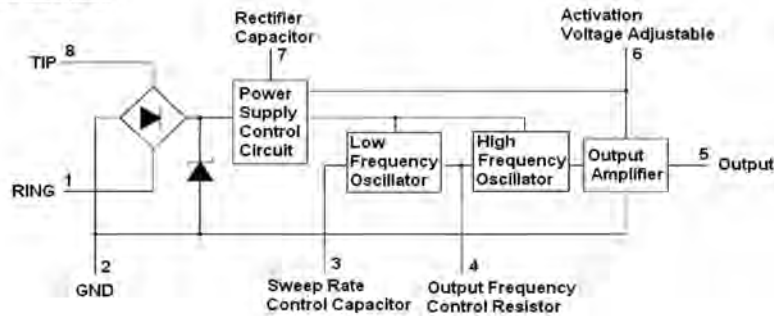 Rectifier
Capacitor
7
Activation
Voltage Adjustable
6
TIP 8
Power
Supply
Control
Circuit
Low
Frequency
Oscillator
High
Frequency
Oscillator
Output
Amplifier
5 Output
RING 1
2
GND
3
Sweep Rate
Control Capacitor
4
Output Frequency
Control Resistor